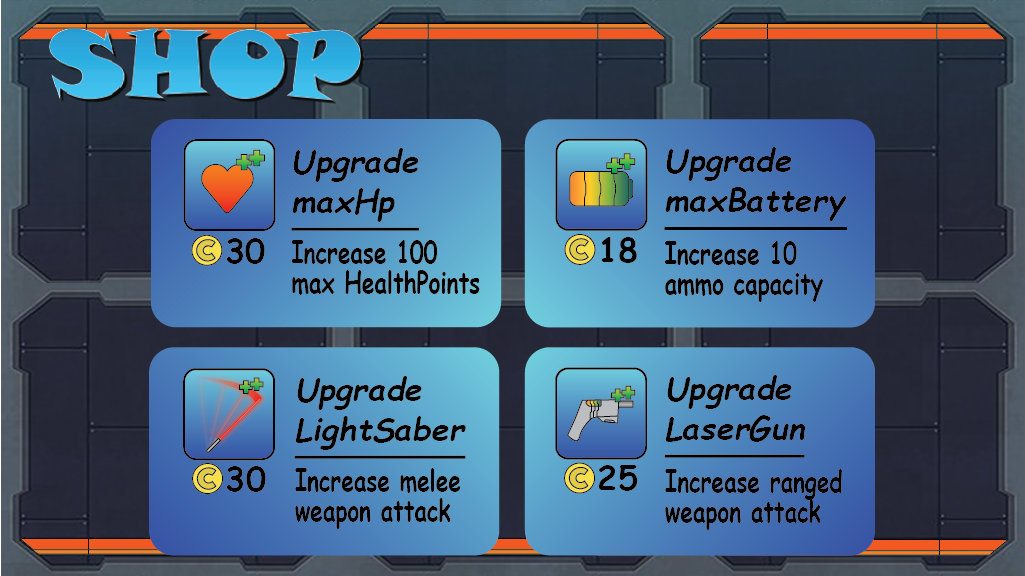 SHOP
Upgrade
maxHp
30
Increase 100
max HealthPoints
Upgrade
maxBattery
18
Increase 10
ammo capacity
Upgrade
LightSaber
30
Increase melee
weapon attack
Upgrade
LaserGun
25
Increase ranged
weapon attack